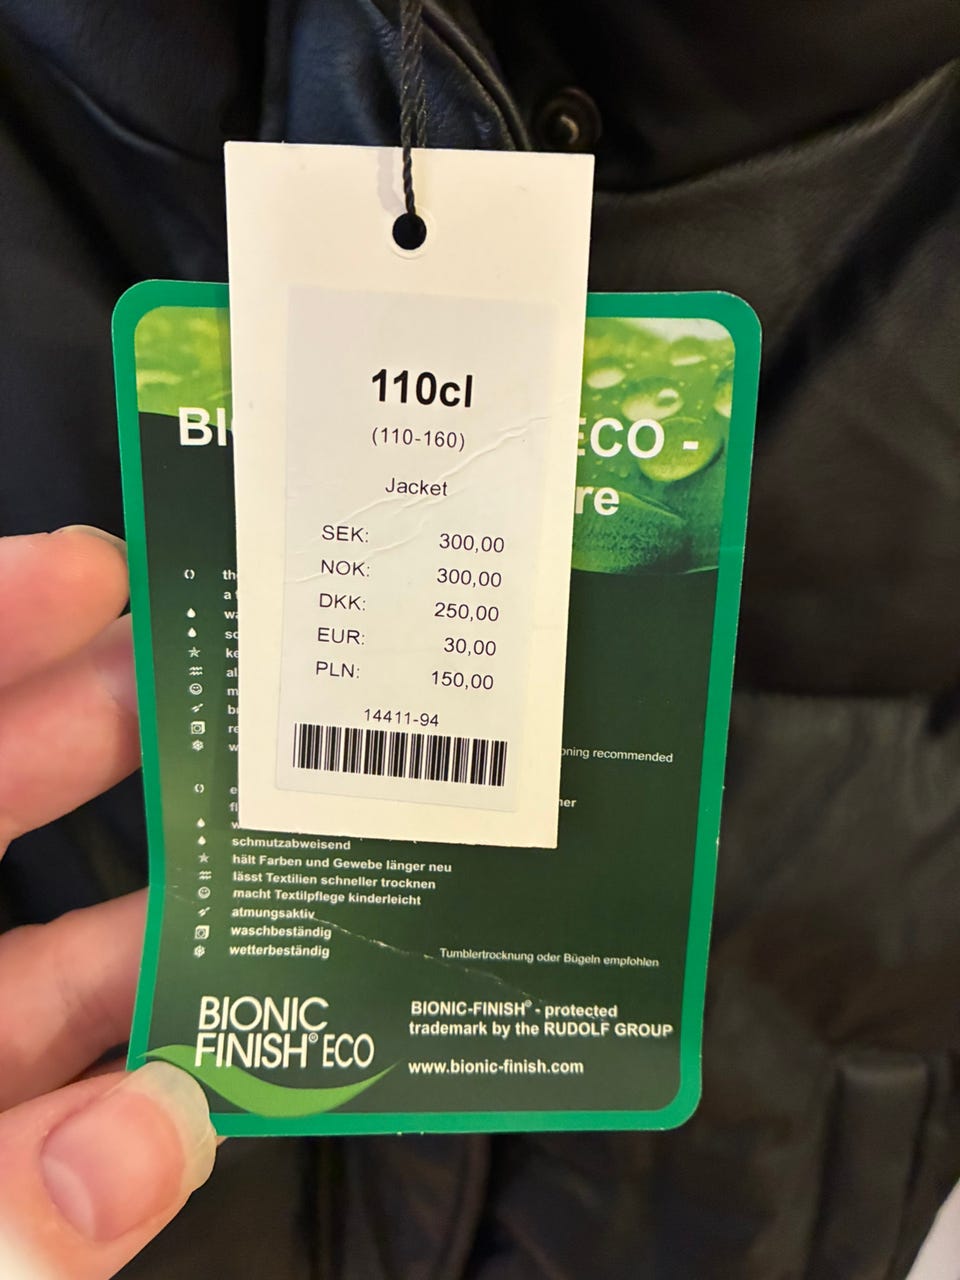 110cl
(110-160)
Jacket
SEK: 300,00
NOK: 300,00
DKK: 250,00
EUR: 30,00
PLN: 150,00
14411-94
ECO -
oning recommended
schmutzabweisend
hält Farben und Gewebe länger neu
lässt Textilien schneller trocknen
macht Textilpflege kinderleicht
atmungsaktiv
waschbeständig
wetterbeständig
Tumblertrocknung oder Bügeln empfohlen
BIONIC
FINISH® ECO
BIONIC-FINISH® - protected
trademark by the RUDOLF GROUP
www.bionic-finish.com